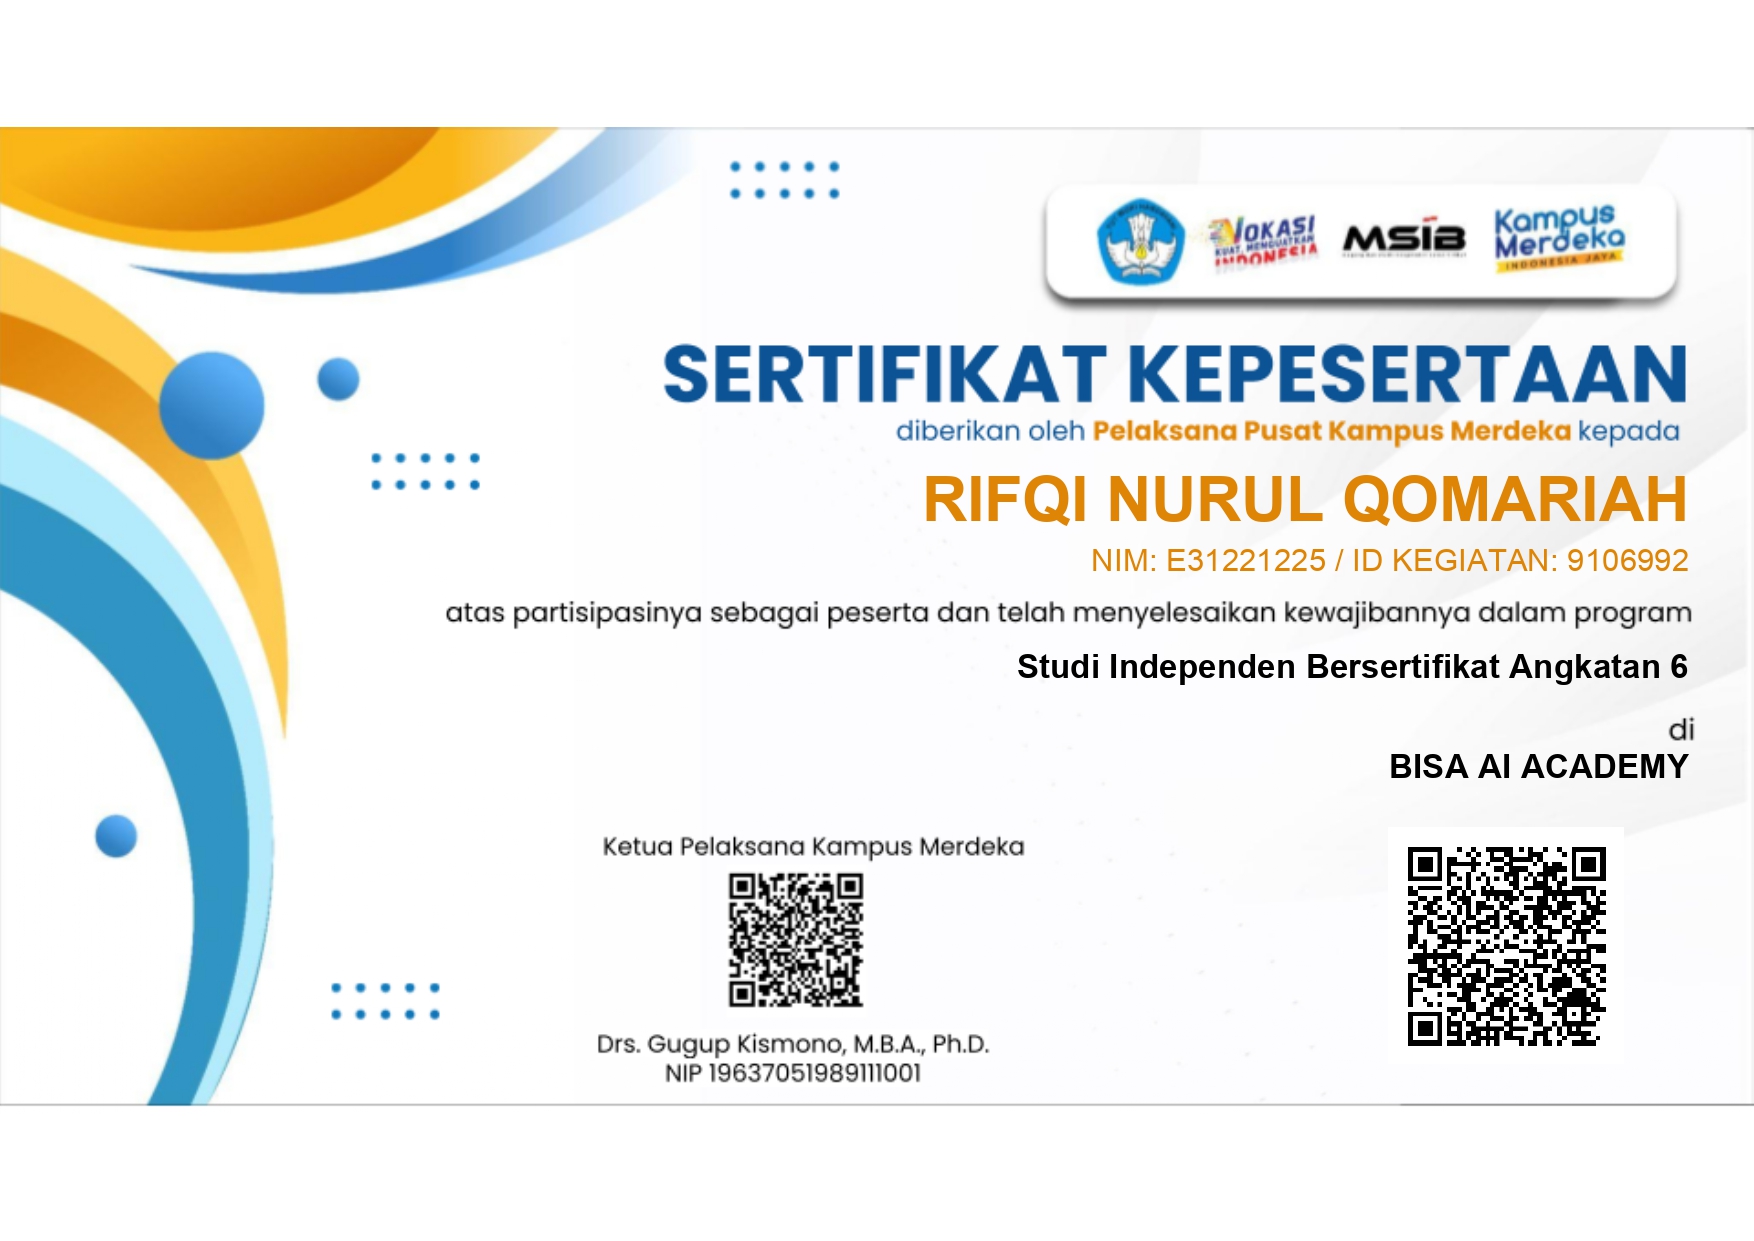 VOKASI
KUAT, MENGUATKAN
INDONESIA
MSIB
Kampus
Merdeka
INDONESIA JAYA
SERTIFIKAT KEPESERTAAN
diberikan oleh Pelaksana Pusat Kampus Merdeka kepada
RIFQI NURUL QOMARIAH
NIM: E31221225 / ID KEGIATAN: 9106992
atas partisipasinya sebagai peserta dan telah menyelesaikan kewajibannya dalam program
Studi Independen Bersertifikat Angkatan 6
di
BISA AI ACADEMY
Ketua Pelaksana Kampus Merdeka
Drs. Gugup Kismono, M.B.A., Ph.D.
NIP 19637051989111001